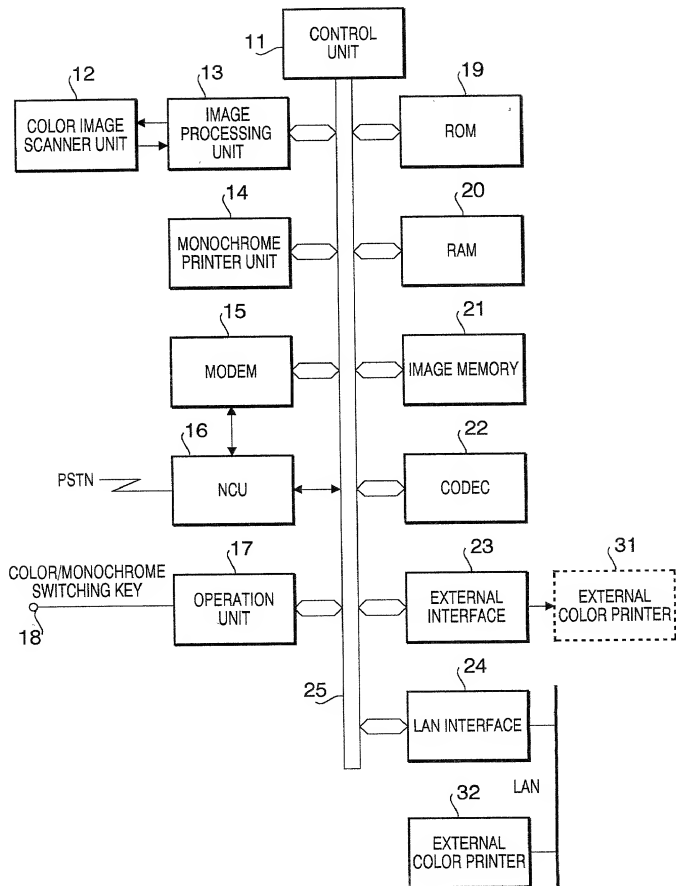 11
CONTROL
UNIT
12
COLOR IMAGE
SCANNER UNIT
13
IMAGE
PROCESSING
UNIT
19
ROM
14
MONOCHROME
PRINTER UNIT
20
RAM
15
MODEM
21
IMAGE MEMORY
PSTN
16
NCU
22
CODEC
COLOR/MONOCHROME
SWITCHING KEY
18
17
OPERATION
UNIT
23
EXTERNAL
INTERFACE
31
EXTERNAL
COLOR PRINTER
25
24
LAN INTERFACE
LAN
32
EXTERNAL
COLOR PRINTER